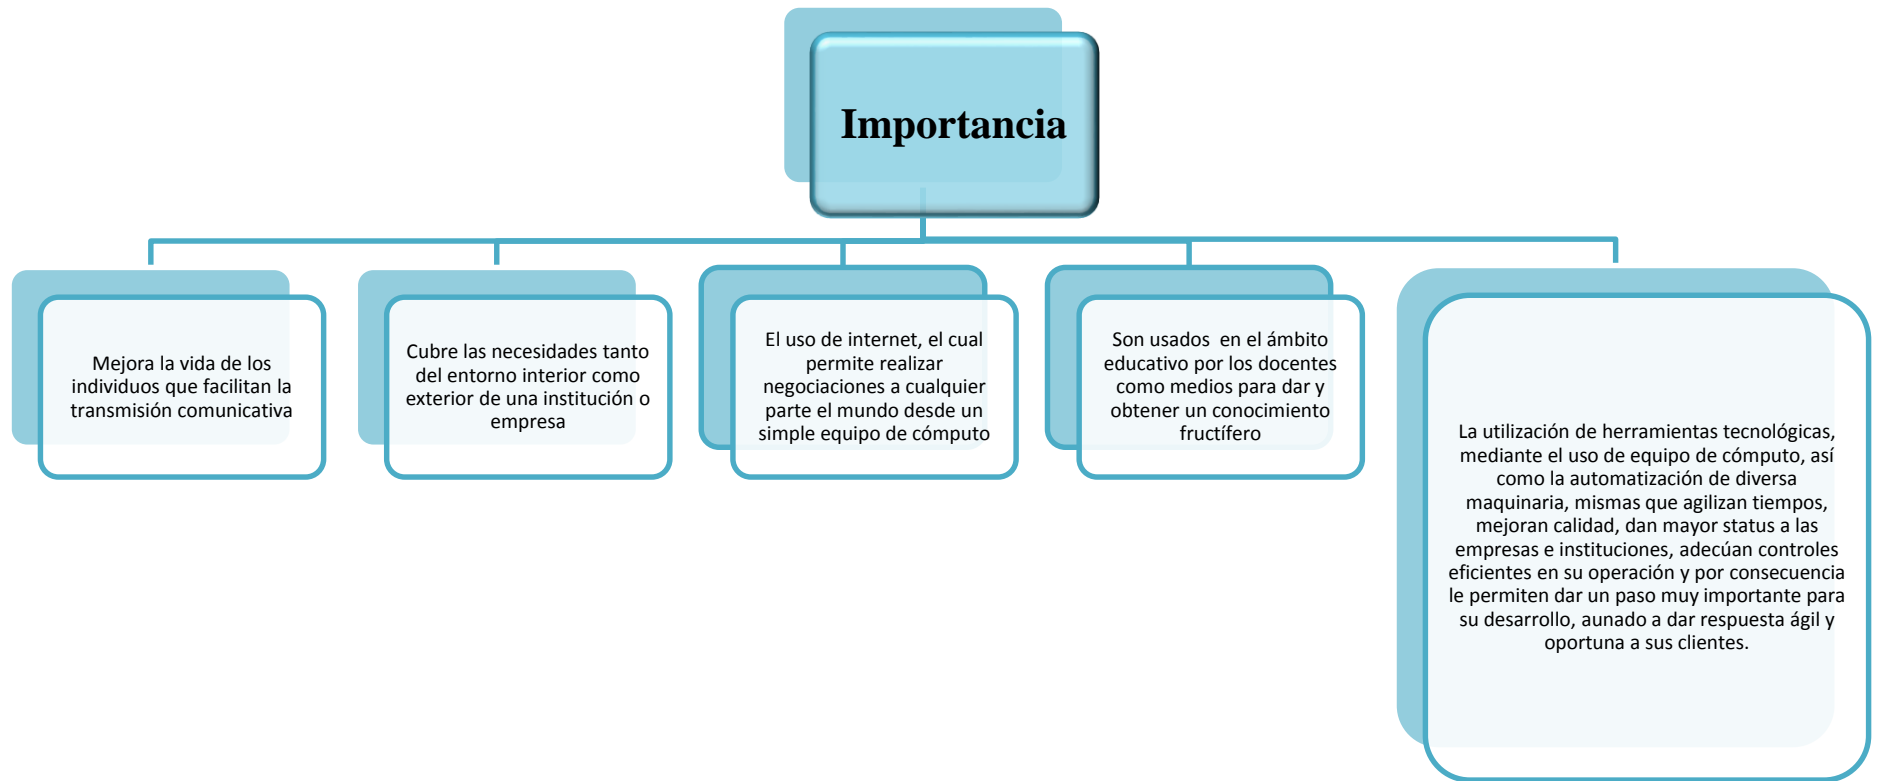 Importancia
Mejora la vida de los
individuos que facilitan la
transmisión comunicativa
Cubre las necesidades tanto
del entorno interior como
exterior de una institución o
empresa
El uso de internet, el cual
permite realizar
negociaciones a cualquier
parte el mundo desde un
simple equipo de cómputo
Son usados  en el ámbito
educativo por los docentes
como medios para dar y
obtener un conocimiento
fructífero
La utilización de herramientas tecnológicas,
mediante el uso de equipo de cómputo, así
como la automatización de diversa
maquinaria, mismas que agilizan tiempos,
mejoran calidad, dan mayor status a las
empresas e instituciones, adecúan controles
eficientes en su operación y por consecuencia
le permiten dar un paso muy importante para
su desarrollo, aunado a dar respuesta ágil y
oportuna a sus clientes.